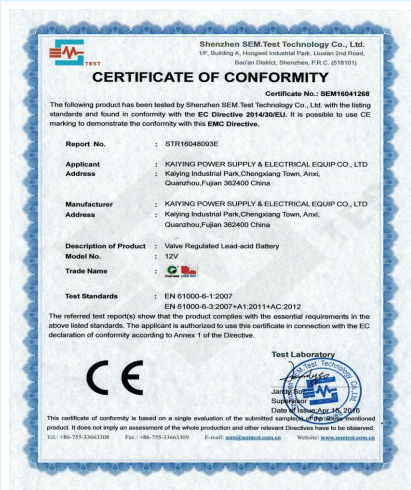 Shenzhen SEM.Test Technology Co., Ltd.
1/F, Building A, Hongwei Industrial Park, Liuxian 2nd Road,
Bao'an District, Shenzhen, P.R.C. (518101)
TEST
CERTIFICATE OF CONFORMITY
Certificate No.: SEM16041268
The following product has been tested by Shenzhen SEM.Test Technology Co., Ltd. with the listing
standards and found in conformity with the EC Directive 2014/30/EU. It is possible to use CE
marking to demonstrate the conformity with this EMC Directive.
Report No. : STR16048093E
Applicant : KAIYING POWER SUPPLY & ELECTRICAL EQUIP CO., LTD
Address : Kaiying Industrial Park,Chengxiang Town, Anxi,
Quanzhou,Fujian 362400 China
Manufacturer : KAIYING POWER SUPPLY & ELECTRICAL EQUIP CO., LTD
Address : Kaiying Industrial Park,Chengxiang Town, Anxi,
Quanzhou,Fujian 362400 China
Description of Product : Valve Regulated Lead-acid Battery
Model No. : 12V
Trade Name :
Test Standards : EN 61000-6-1:2007
EN 61000-6-3:2007+A1:2011+AC:2012
The referred test report(s) show that the product complies with the essential requirements in the
above listed standards. The applicant is authorized to use this certificate in connection with the EC
declaration of conformity according to Annex 1 of the Directive.
CE
Test Laboratory
Jandy So
Supervisor
Date of Issue:Apr.15, 2016
This certificate of conformity is based on a single evaluation of the submitted sample(s) of the above mentioned
product. It does not imply an assessment of the whole production and other relevant Directives have to be observed.
Tel.: +86-755-33663308 Fax.: +86-755-33663309 E-mail: sem@semtest.com.cn Website: www.semtest.com.cn